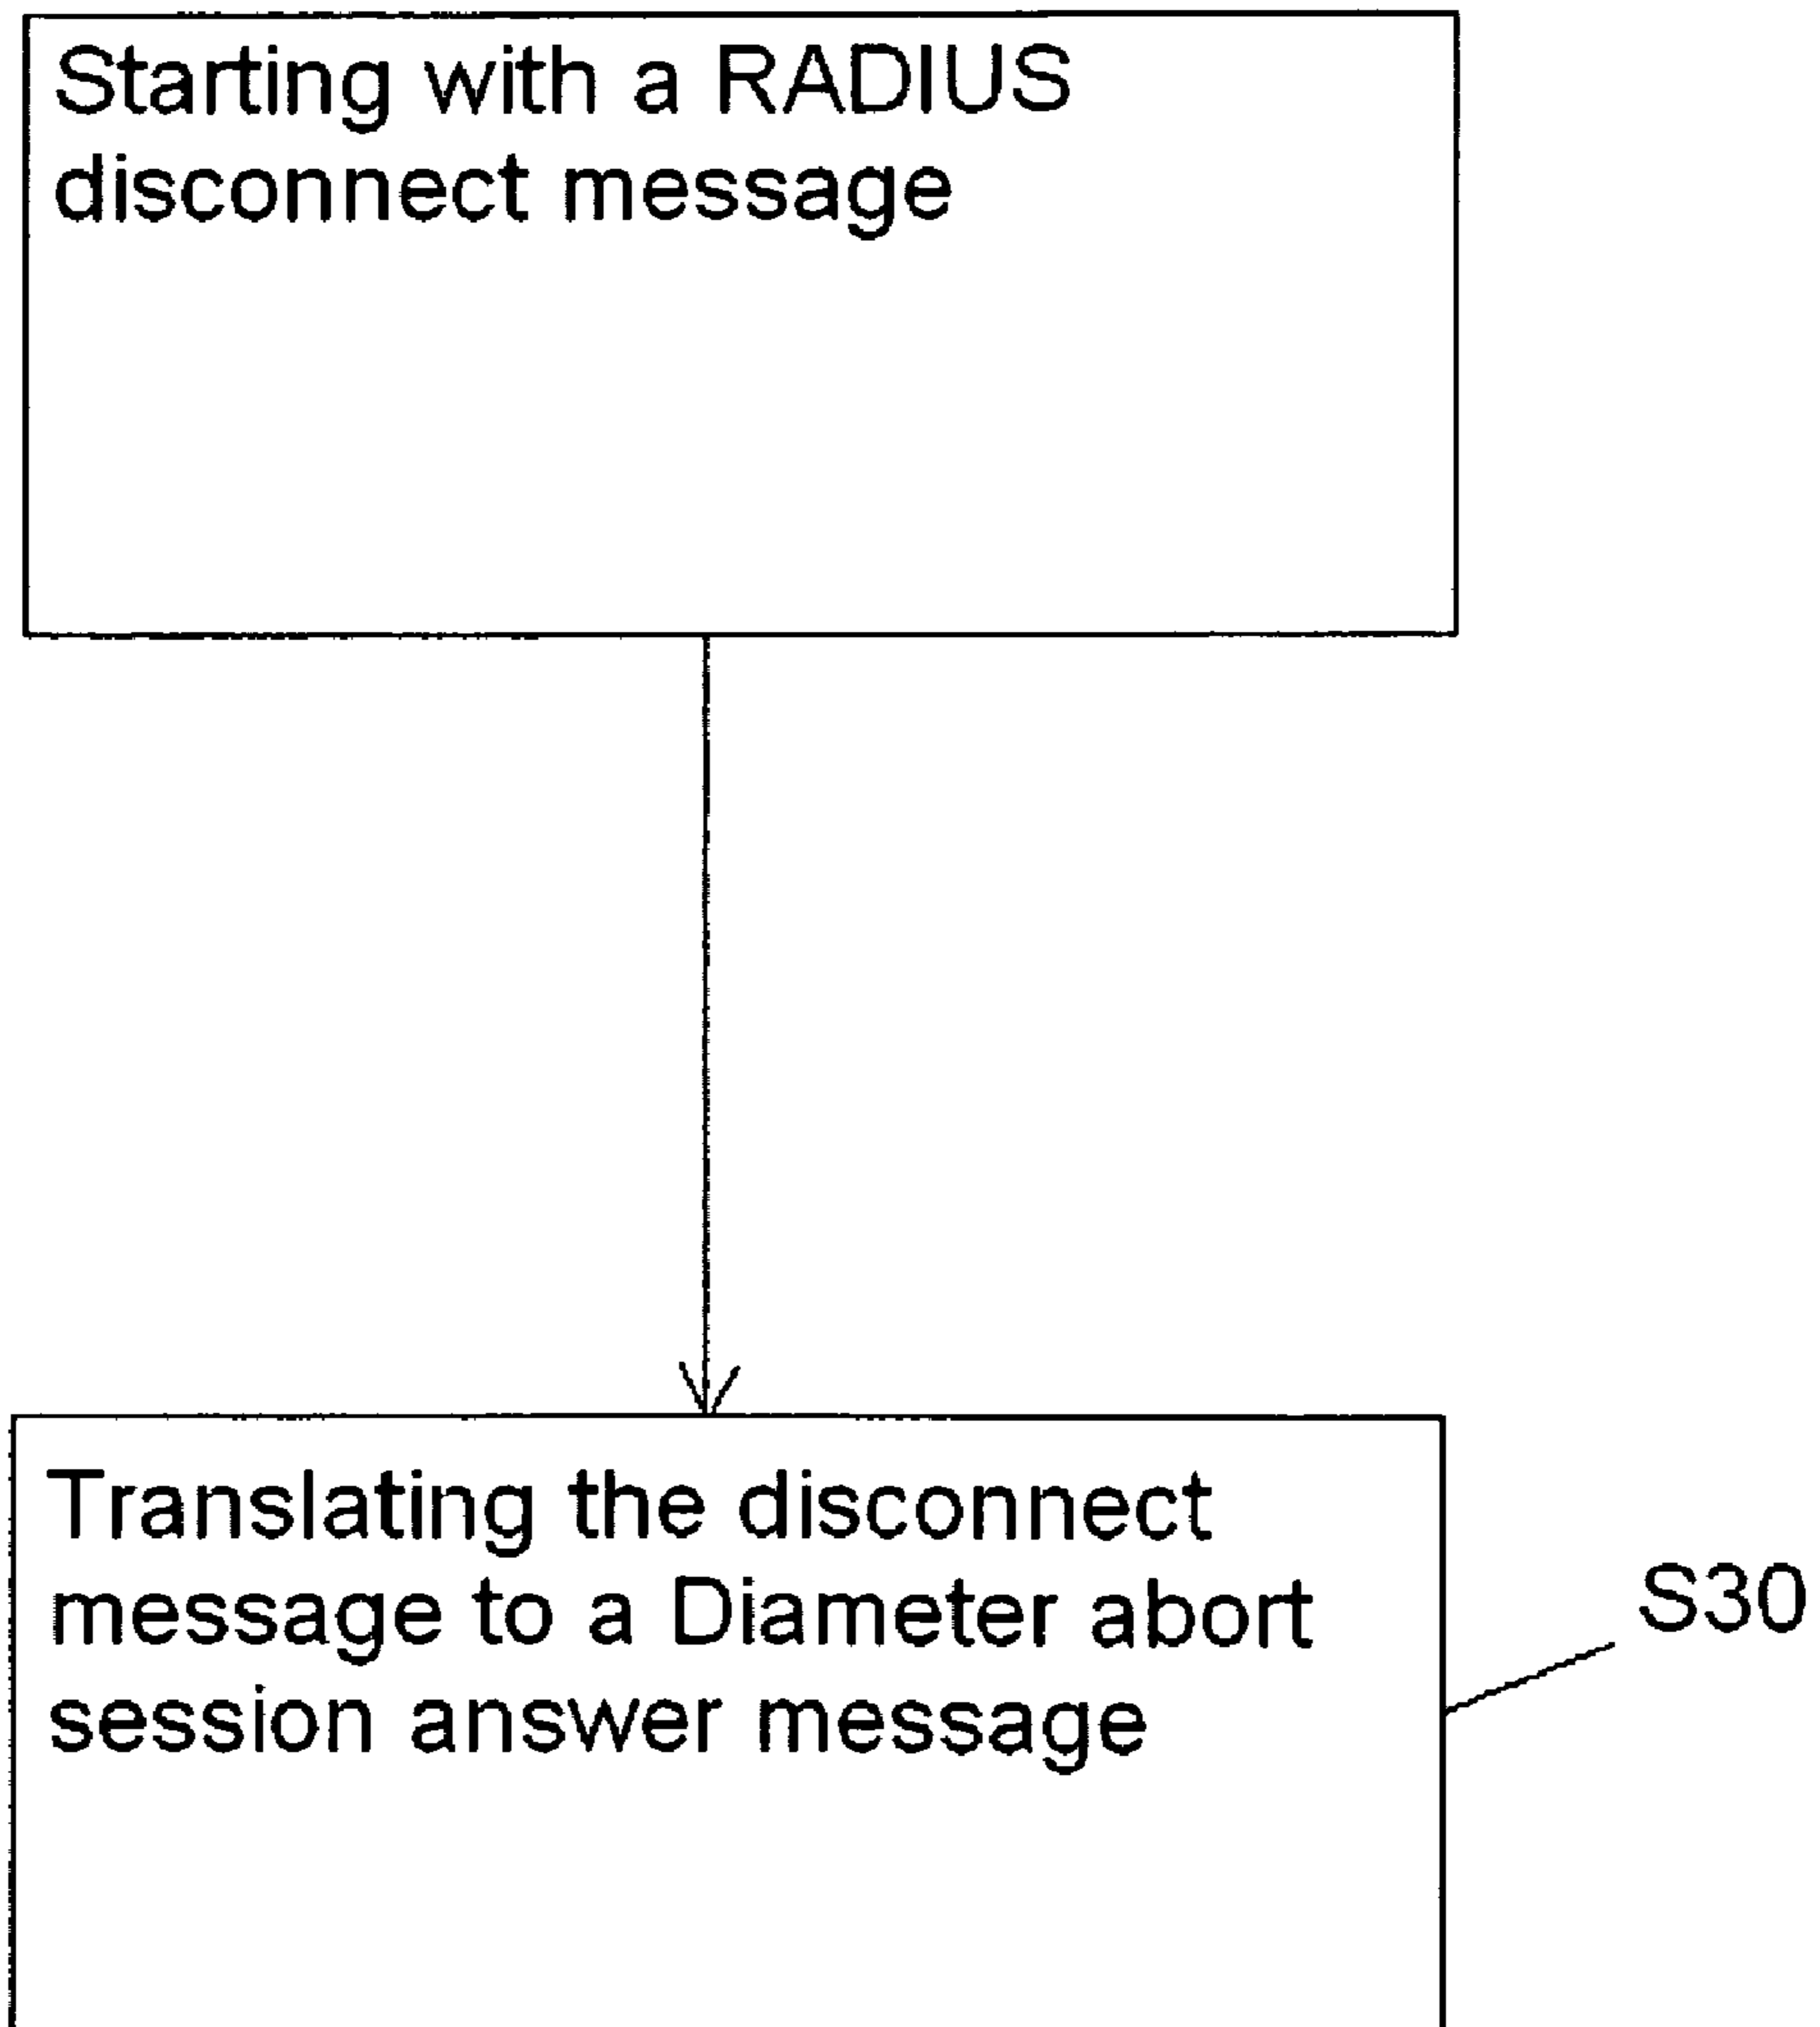 Starting with a RADIUS
disconnect message
Translating the disconnect
message to a Diameter abort
session answer message
S30